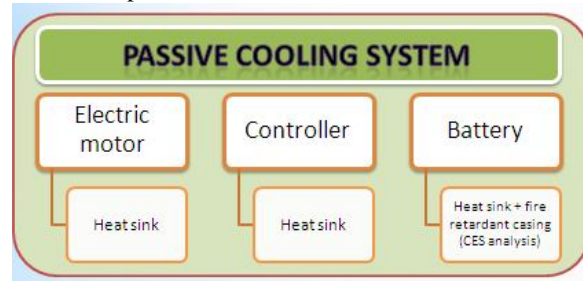 PASSIVE COOLING SYSTEM
Electric
motor
Controller
Battery
Heat sink
Heat sink
Heat sink + fire
retardant casing
(CES analysis)